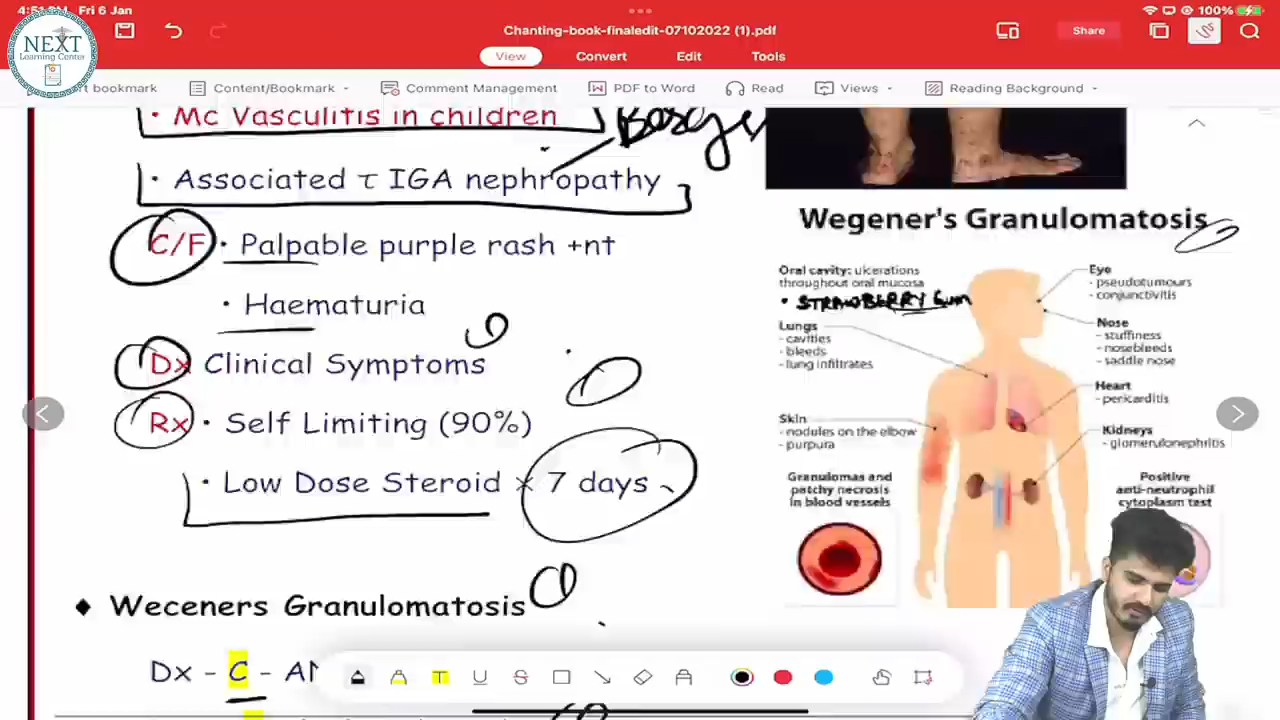 4:51 PM Fri 6 Jan
100%
NEXT
Learning Center
Chanting-book-finaledit-07102022 (1).pdf
Share
View
Convert
Edit
Tools
bookmark
Content/Bookmark
Comment Management
PDF to Word
Read
Views
Reading Background
· Mc Vasculitis in children
· Associated τ IGA nephropathy
C/F · Palpable purple rash +nt
· Haematuria
Dx Clinical Symptoms
Rx · Self Limiting (90%)
· Low Dose Steroid × 7 days
◆ Weceners Granulomatosis
Dx - C -
Wegener's Granulomatosis
Oral cavity: ulcerations
throughout oral mucosa
· STRAWBERRY Gum
Lungs
- cavities
- bleeds
- lung infiltrates
Skin
- nodules on the elbow
- purpura
Granulomas and
patchy necrosis
in blood vessels
Eye
- pseudotumours
- conjunctivitis
Nose
- stuffiness
- nosebleeds
- saddle nose
Heart
- pericarditis
Kidneys
- glomerulonephritis
Positive
anti-neutrophil
cytoplasm test